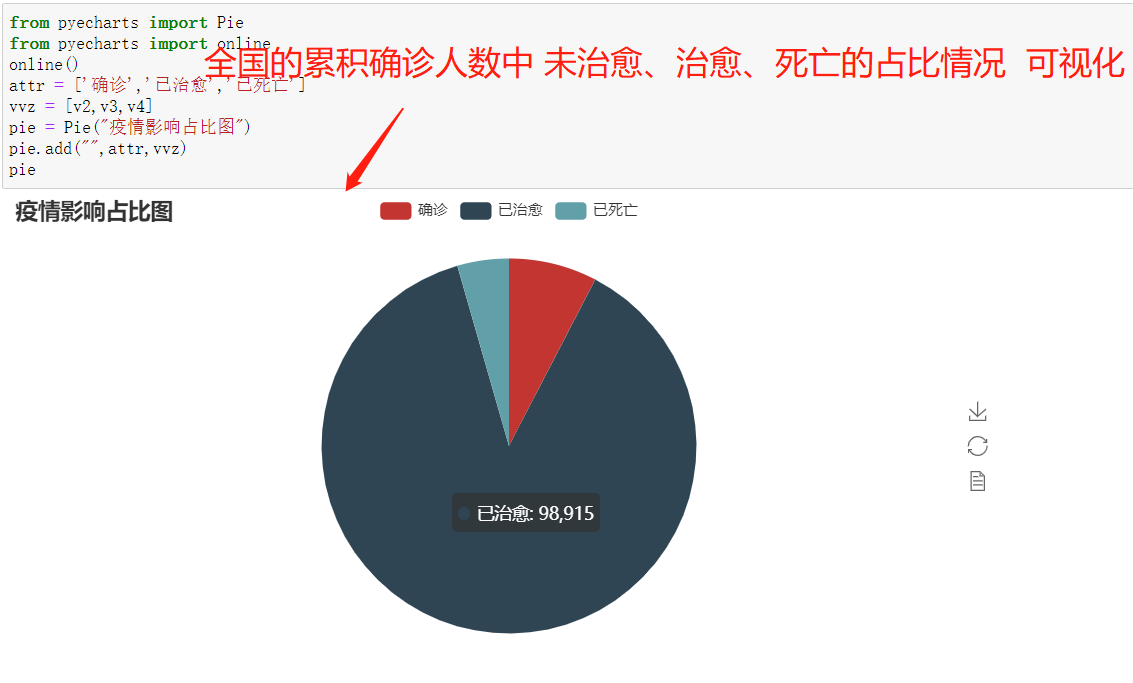 from pyecharts import Pie
from pyecharts import online
online()
全国的累积确诊人数中 未治愈、治愈、死亡的占比情况 可视化
attr = ['确诊','已治愈','已死亡']
vvz = [v2,v3,v4]
pie = Pie("疫情影响占比图")
pie.add("",attr,vvz)
pie
疫情影响占比图
确诊 已治愈 已死亡
已治愈: 98,915